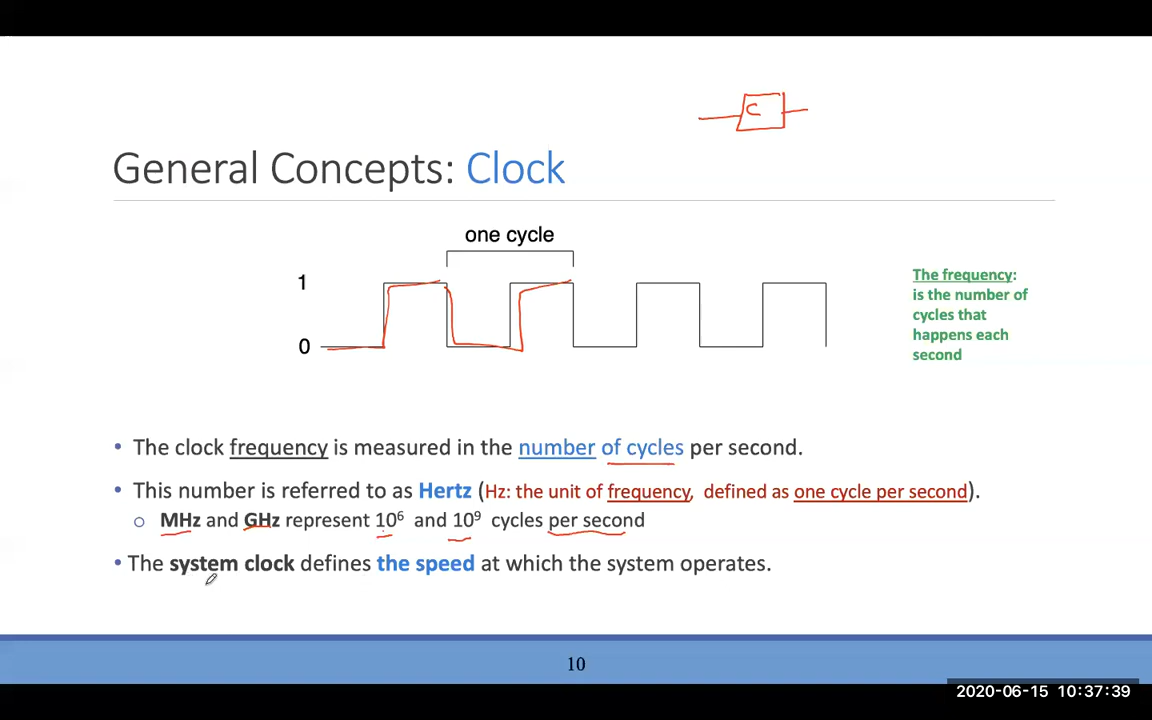 C
General Concepts: Clock
one cycle
1
0
The frequency:
is the number of
cycles that
happens each
second
• The clock frequency is measured in the number of cycles per second.
• This number is referred to as Hertz (Hz: the unit of frequency, defined as one cycle per second).
o MHz and GHz represent 10⁶ and 10⁹ cycles per second
• The system clock defines the speed at which the system operates.
10
2020-06-15 10:37:39